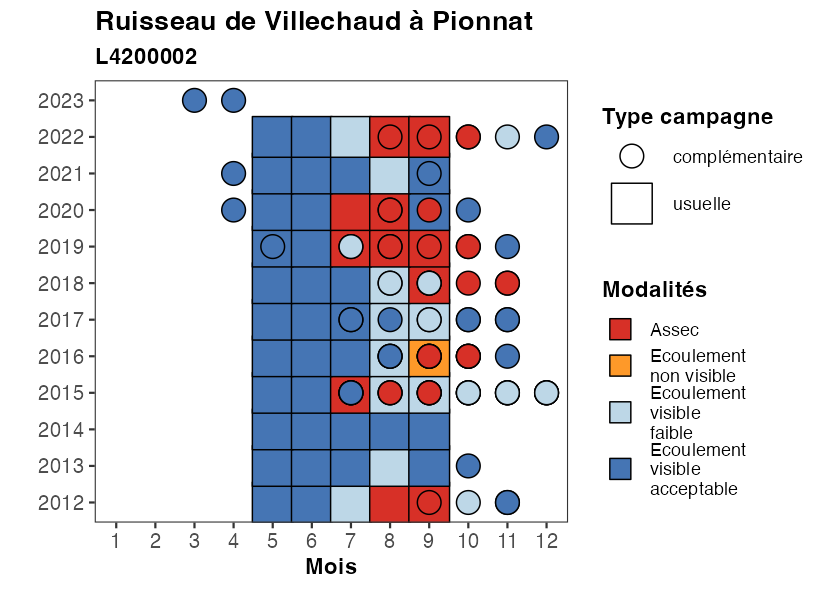 Ruisseau de Villechaud à Pionnat
L4200002
2023
2022
2021
2020
2019
2018
2017
2016
2015
2014
2013
2012
1 2 3 4 5 6 7 8 9 10 11 12
Mois
Type campagne
complémentaire
usuelle
Modalités
Assec
Ecoulement
non visible
Ecoulement
visible
faible
Ecoulement
visible
acceptable